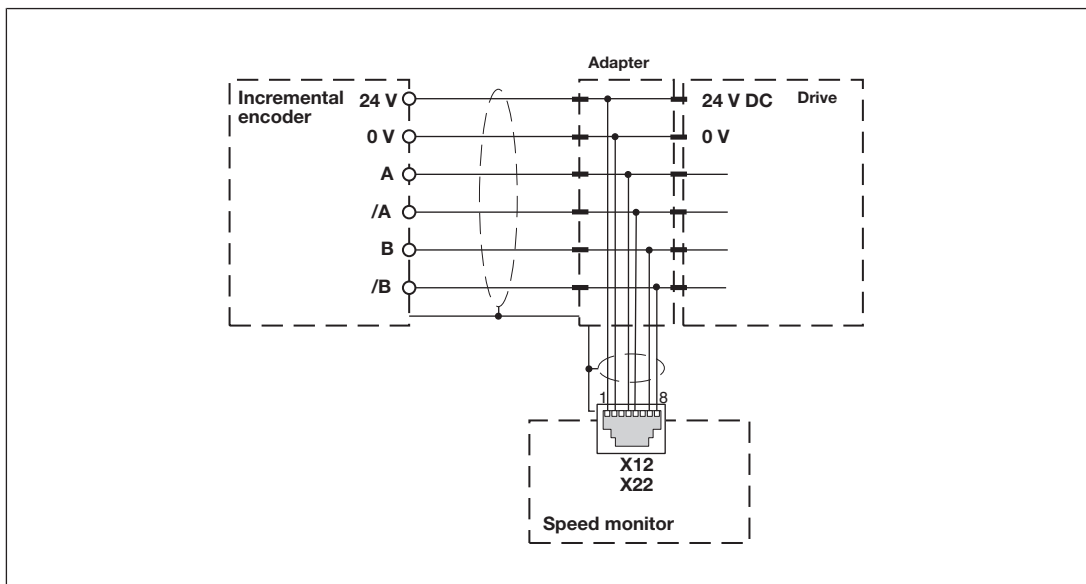 Adapter
Incremental
encoder
24 V
0 V
A
/A
B
/B
24 V DC
0 V
Drive
1
8
X12
X22
Speed monitor